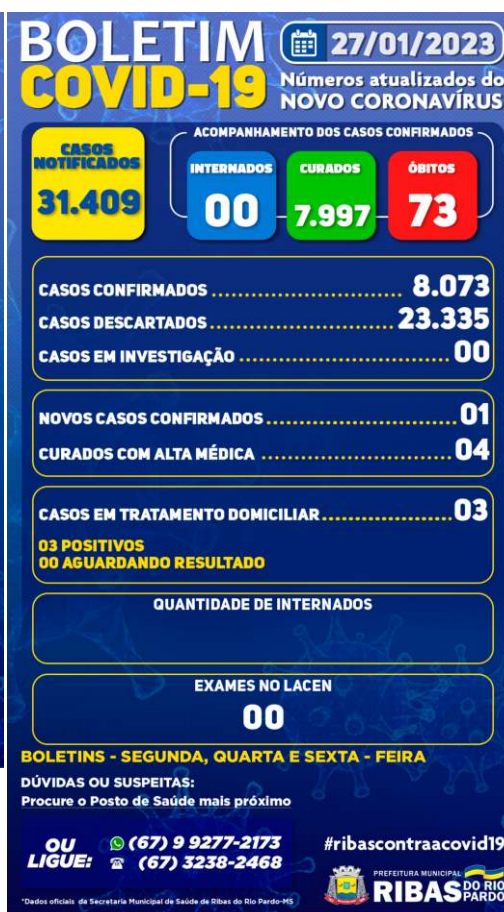 BOLETIM
COVID-19
27/01/2023
Números atualizados do
NOVO CORONAVÍRUS
CASOS
NOTIFICADOS
31.409
ACOMPANHAMENTO DOS CASOS CONFIRMADOS
INTERNADOS
00
CURADOS
7.997
ÓBITOS
73
CASOS CONFIRMADOS .............................. 8.073
CASOS DESCARTADOS .............................. 23.335
CASOS EM INVESTIGAÇÃO .............................. 00
NOVOS CASOS CONFIRMADOS .............................. 01
CURADOS COM ALTA MÉDICA .............................. 04
CASOS EM TRATAMENTO DOMICILIAR .................... 03
03 POSITIVOS
00 AGUARDANDO RESULTADO
QUANTIDADE DE INTERNADOS
EXAMES NO LACEN
00
BOLETINS - SEGUNDA, QUARTA E SEXTA - FEIRA
DÚVIDAS OU SUSPEITAS:
Procure o Posto de Saúde mais próximo
OU
LIGUE:
(67) 9 9277-2173
(67) 3238-2468
#ribascontraacovid19
PREFEITURA MUNICIPAL
RIBAS DO RIO PARDO
*Dados oficiais da Secretaria Municipal de Saúde de Ribas do Rio Pardo-MS